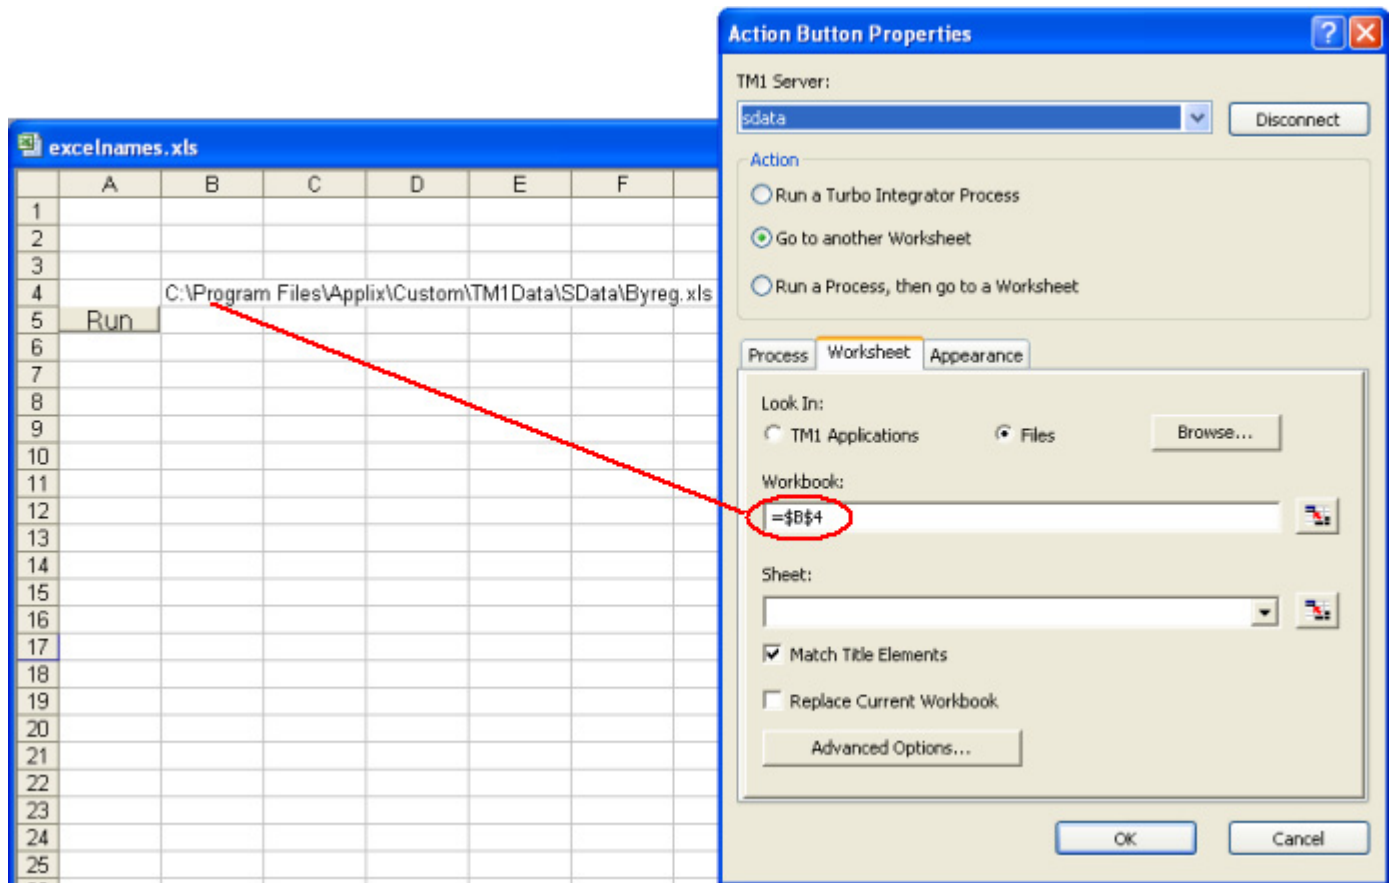 excelnames.xls
A B C D E F
1
2
3
4 C:\Program Files\Applix\Custom\TM1Data\SData\Byreg.xls
5 Run
6
7
8
9
10
11
12
13
14
15
16
17
18
19
20
21
22
23
24
25
Action Button Properties
TM1 Server:
sdata Disconnect
Action
Run a Turbo Integrator Process
Go to another Worksheet
Run a Process, then go to a Worksheet
Process Worksheet Appearance
Look In:
TM1 Applications Files Browse...
Workbook:
=$B$4
Sheet:
Match Title Elements
Replace Current Workbook
Advanced Options...
OK Cancel